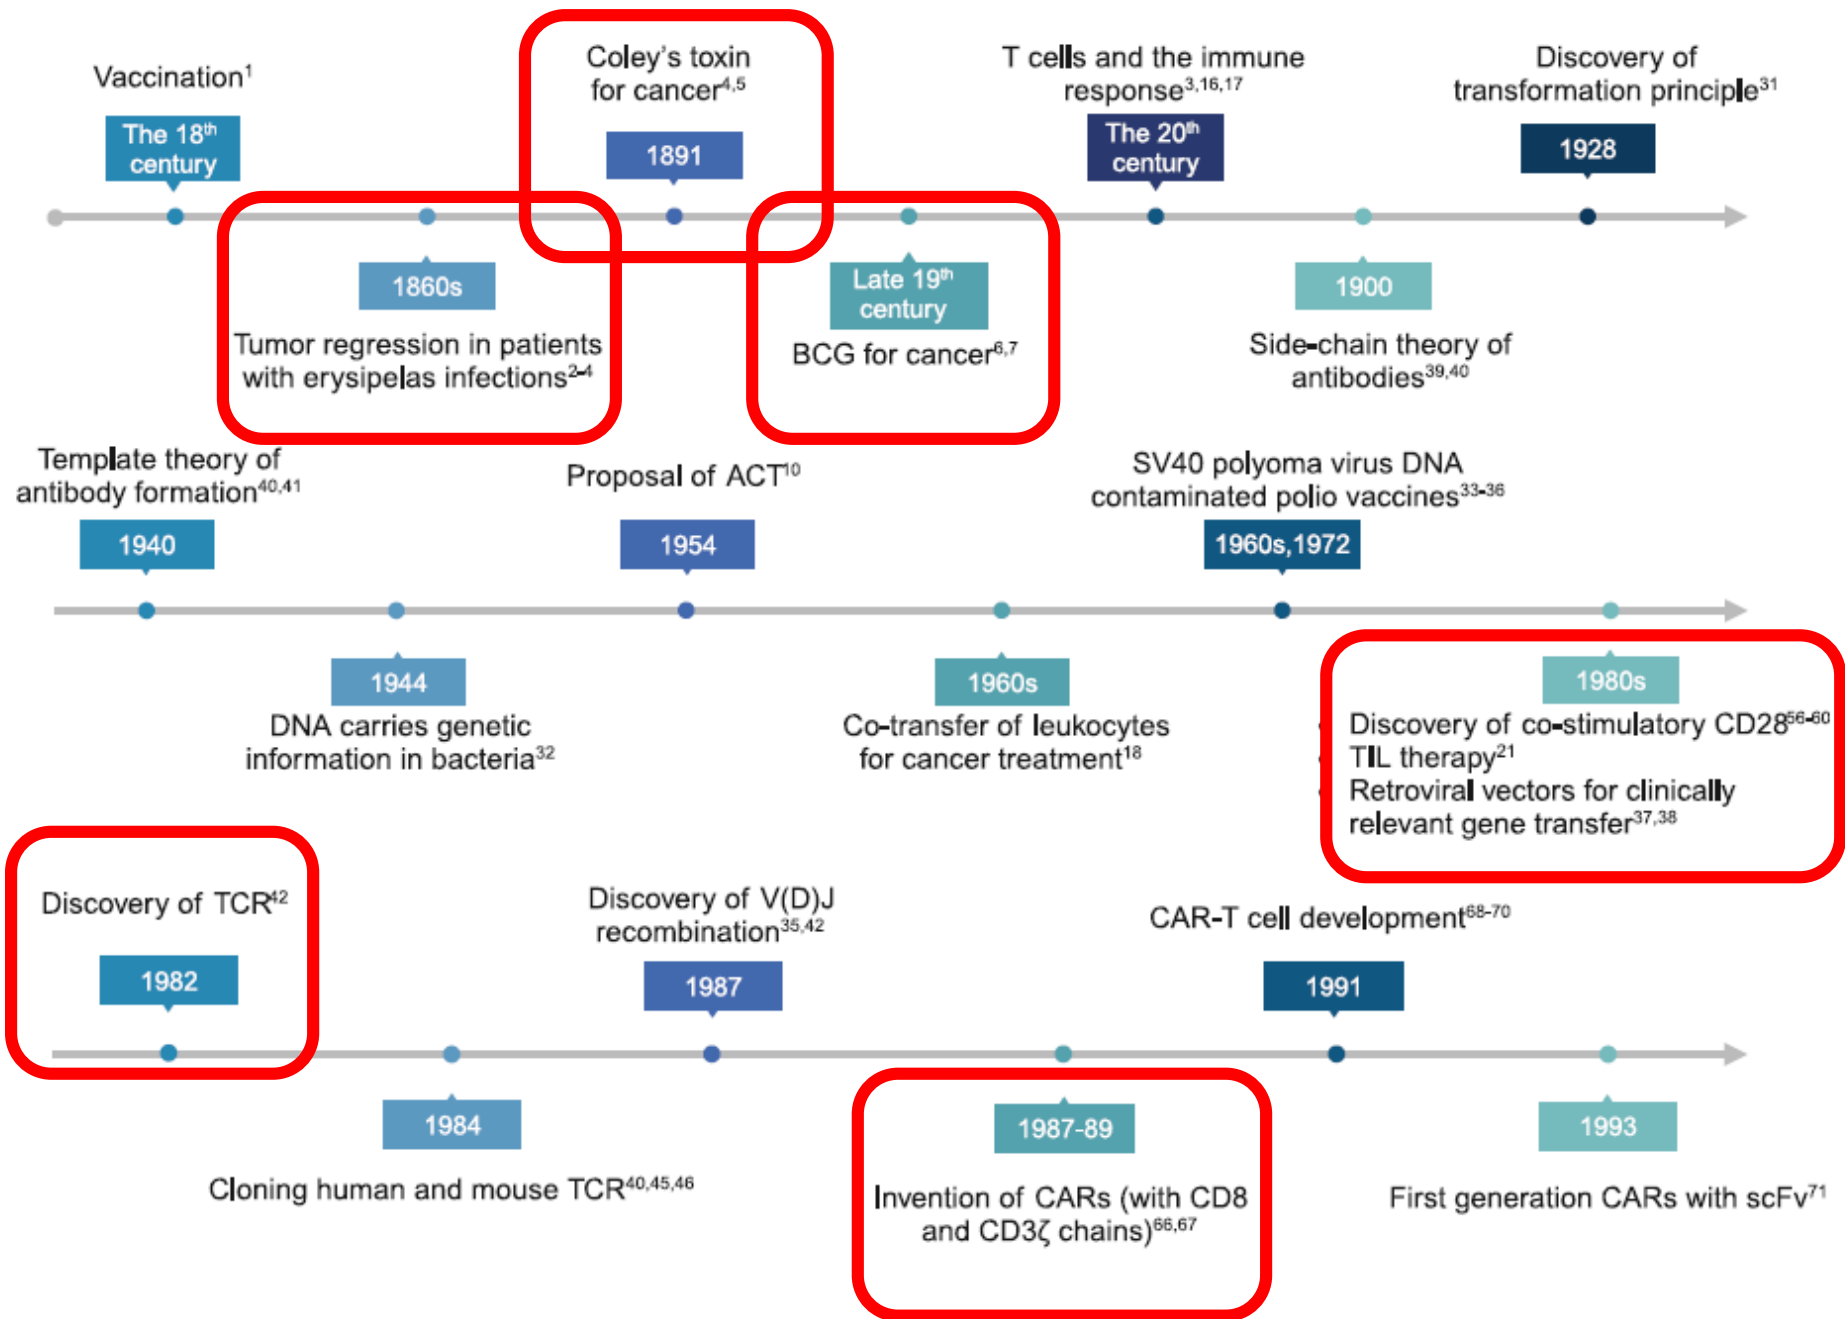 Vaccination¹
The 18ᵗʰ
century
1860s
Tumor regression in patients
with erysipelas infections²⁻⁴
Coley’s toxin
for cancer⁴,⁵
1891
Late 19ᵗʰ
century
BCG for cancer⁶,⁷
T cells and the immune
response³,¹⁶,¹⁷
The 20ᵗʰ
century
1900
Side-chain theory of
antibodies³⁹,⁴⁰
Discovery of
transformation principle³¹
1928
Template theory of
antibody formation⁴⁰,⁴¹
1940
1944
DNA carries genetic
information in bacteria³²
Proposal of ACT¹⁰
1954
1960s
Co-transfer of leukocytes
for cancer treatment¹⁸
SV40 polyoma virus DNA
contaminated polio vaccines³³⁻³⁶
1960s,1972
1980s
Discovery of co-stimulatory CD28⁵⁶⁻⁶⁰
TIL therapy²¹
Retroviral vectors for clinically
relevant gene transfer³⁷,³⁸
Discovery of TCR⁴²
1982
1984
Cloning human and mouse TCR⁴⁰,⁴⁵,⁴⁶
Discovery of V(D)J
recombination³⁵,⁴²
1987
1987-89
Invention of CARs (with CD8
and CD3ζ chains)⁶⁶,⁶⁷
CAR-T cell development⁶⁸⁻⁷⁰
1991
1993
First generation CARs with scFv⁷¹